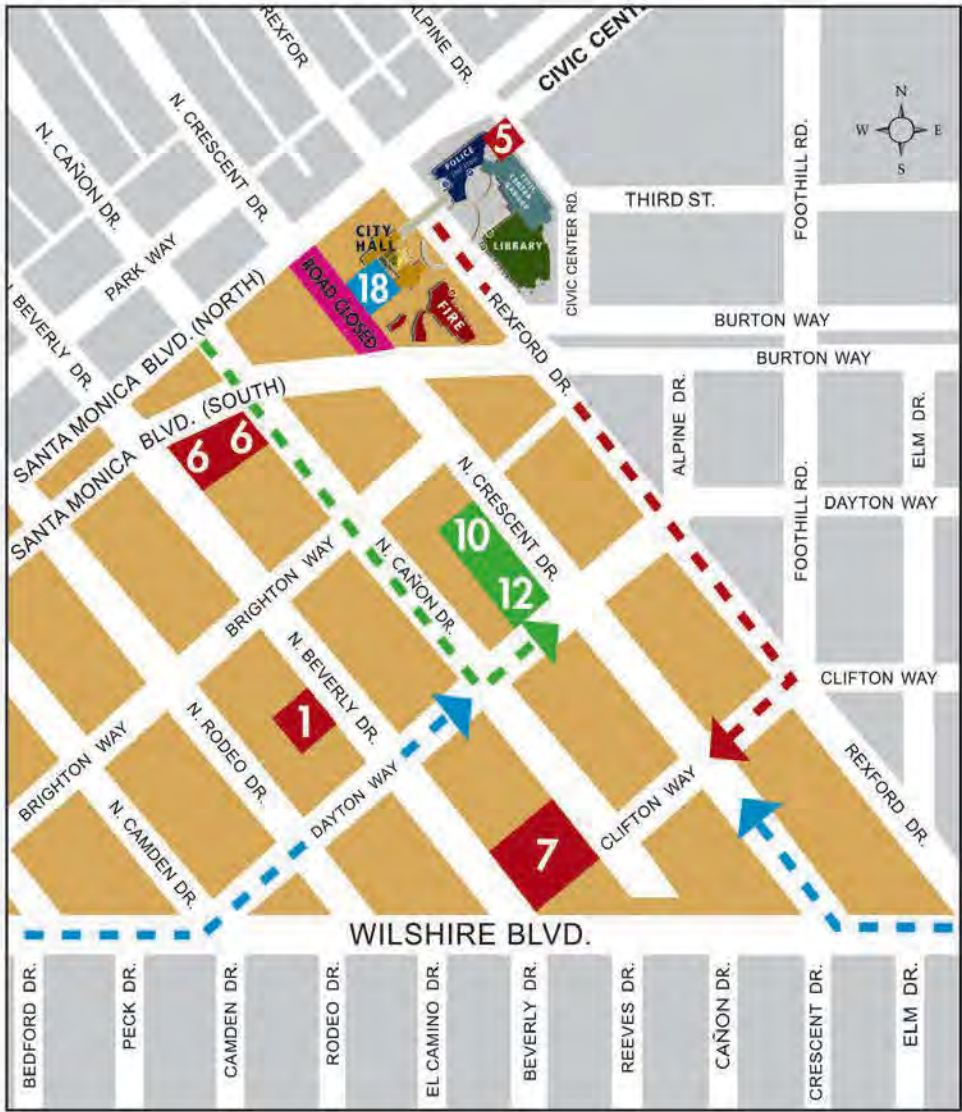 REXFOR
ALPINE DR.
CIVIC CENT
N. CRESCENT DR.
N. CAÑON DR.
N
W E
S
5
POLICE
FOOTHILL RD.
THIRD ST.
CIVIC CENTER RD.
LIBRARY
CITY
HALL
PARK WAY
18
ROAD CLOSED
FIRE
BEVERLY DR.
SANTA MONICA BLVD. (NORTH)
REXFORD DR.
BURTON WAY
BURTON WAY
SANTA MONICA BLVD. (SOUTH)
6 6
ALPINE DR.
ELM DR.
N. CRESCENT DR.
FOOTHILL RD.
DAYTON WAY
10
12
BRIGHTON WAY
N. CAÑON DR.
N. BEVERLY DR.
CLIFTON WAY
1
N. RODEO DR.
BRIGHTON WAY
DAYTON WAY
N. CAMDEN DR.
CLIFTON WAY
REXFORD DR.
7
WILSHIRE BLVD.
BEDFORD DR.
PECK DR.
CAMDEN DR.
RODEO DR.
EL CAMINO DR.
BEVERLY DR.
REEVES DR.
CAÑON DR.
CRESCENT DR.
ELM DR.